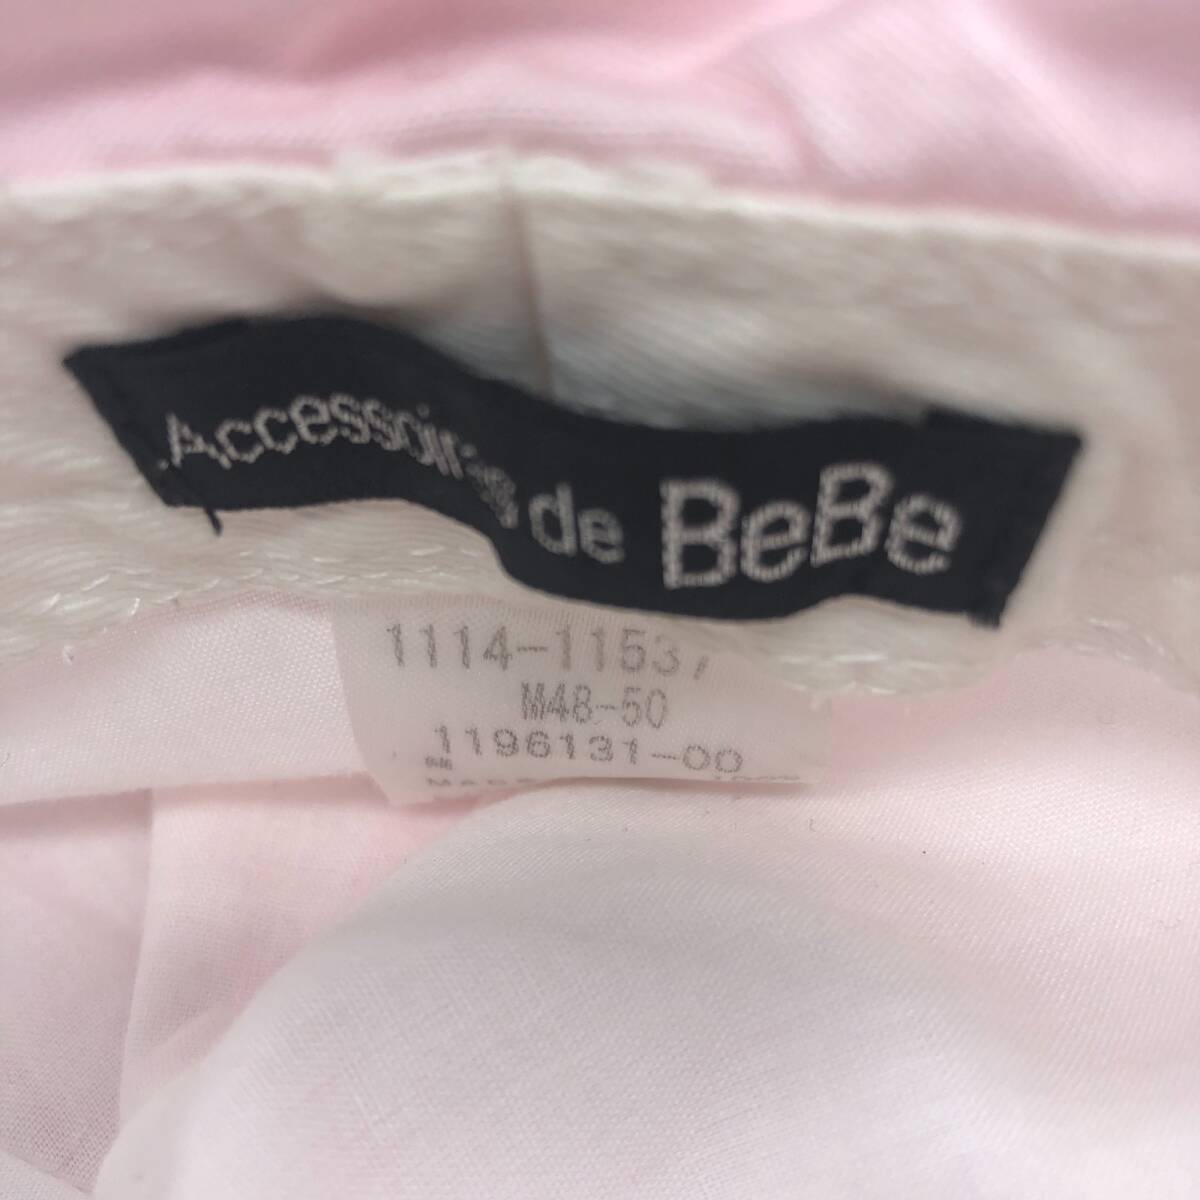 Accessoires de BeBe
1114-1153,
M48-50
1196131-00